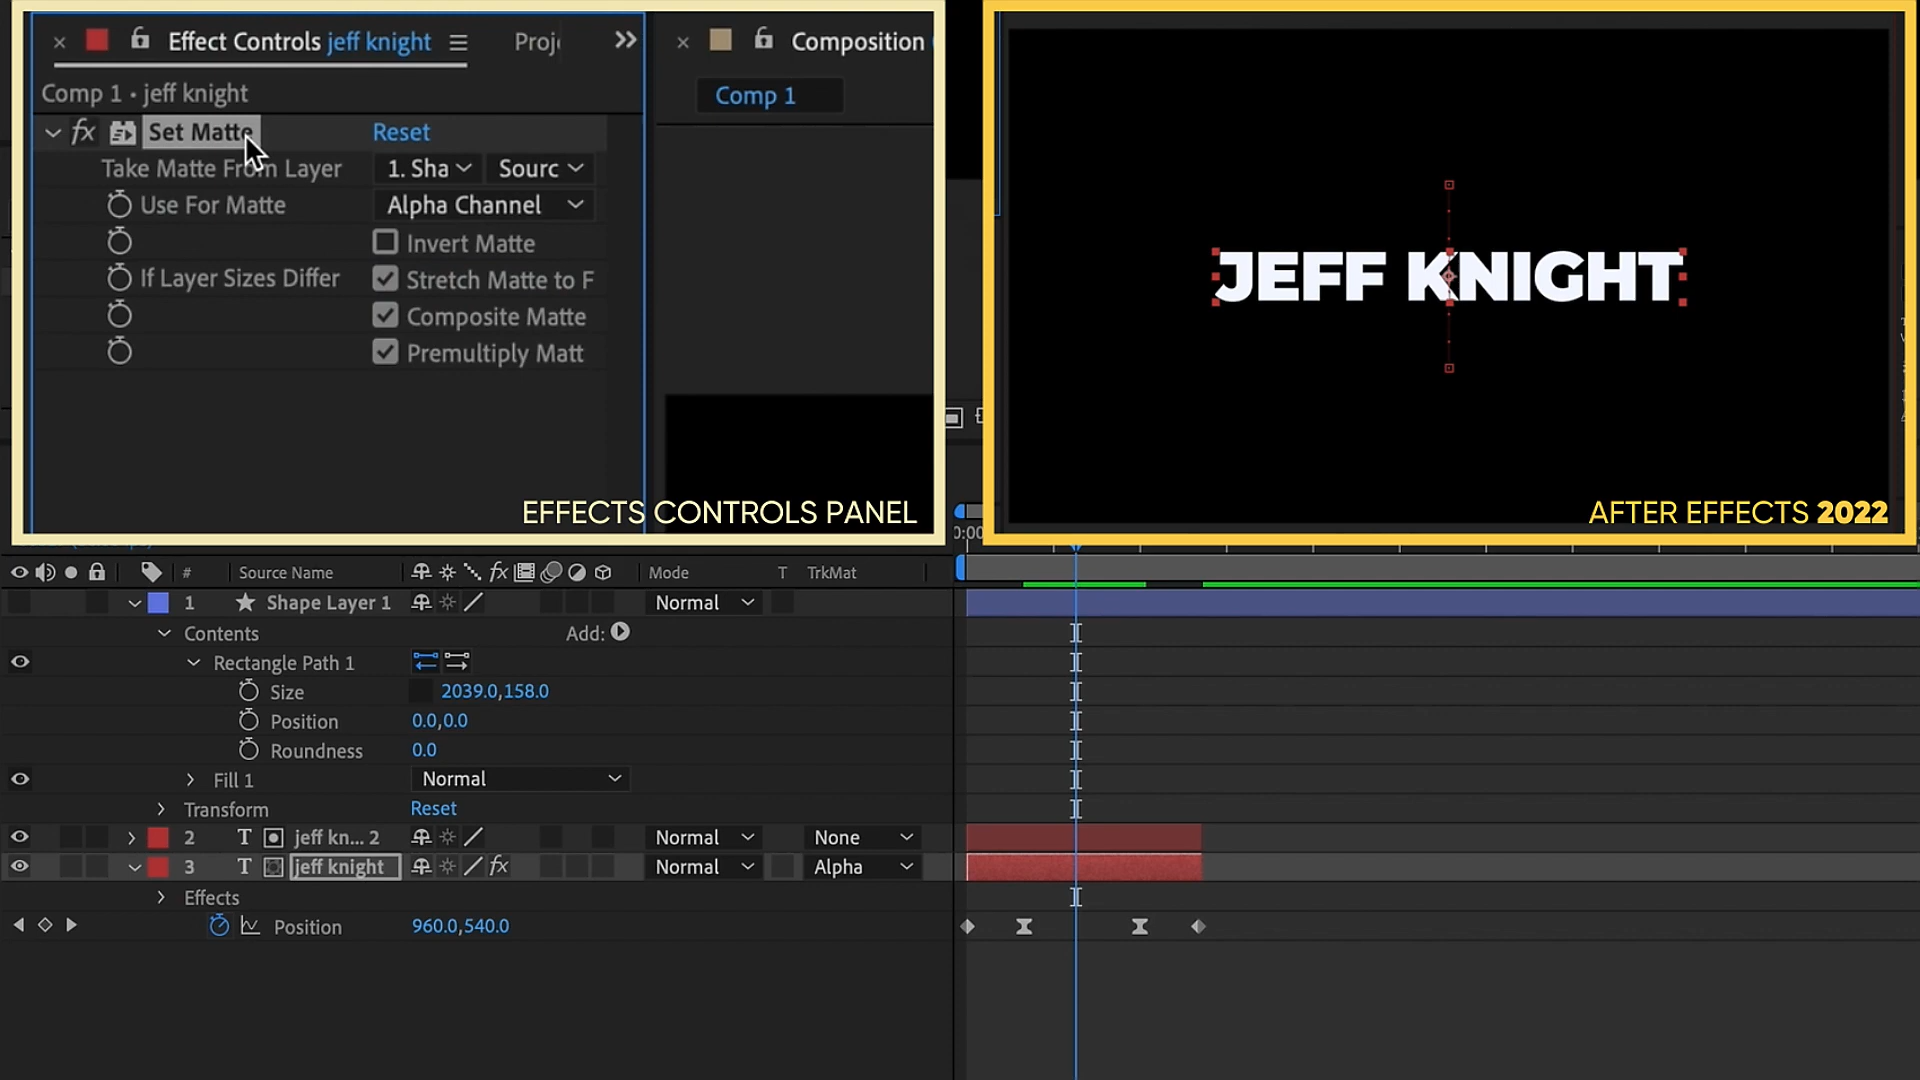 Effect Controls jeff knight
Proj
Composition
Comp 1 • jeff knight
Comp 1
fx Set Matte Reset
Take Matte From Layer 1. Sha Sourc
Use For Matte Alpha Channel
Invert Matte
If Layer Sizes Differ Stretch Matte to F
Composite Matte
Premultiply Matt
EFFECTS CONTROLS PANEL
JEFF KNIGHT
AFTER EFFECTS 2022
# Source Name fx Mode T TrkMat
1 Shape Layer 1 Normal
Contents Add:
Rectangle Path 1
Size 2039.0,158.0
Position 0.0,0.0
Roundness 0.0
Fill 1 Normal
Transform Reset
2 T jeff kn... 2 Normal None
3 T jeff knight fx Normal Alpha
Effects
Position 960.0,540.0